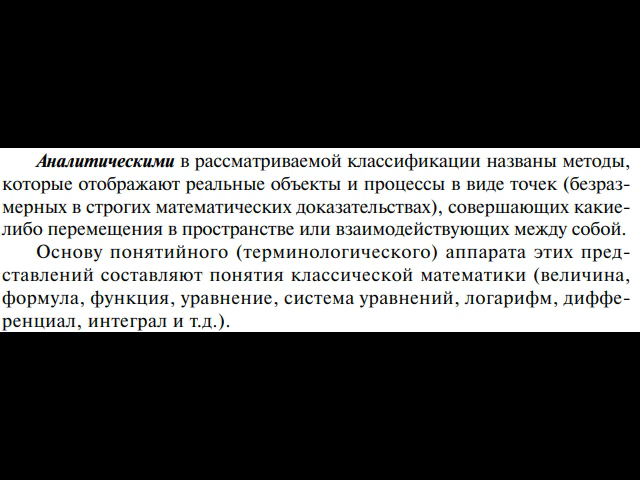 Аналитическими в рассматриваемой классификации названы методы,
которые отображают реальные объекты и процессы в виде точек (безраз-
мерных в строгих математических доказательствах), совершающих какие-
либо перемещения в пространстве или взаимодействующих между собой.
Основу понятийного (терминологического) аппарата этих пред-
ставлений составляют понятия классической математики (величина,
формула, функция, уравнение, система уравнений, логарифм, диффе-
ренциал, интеграл и т.д.).